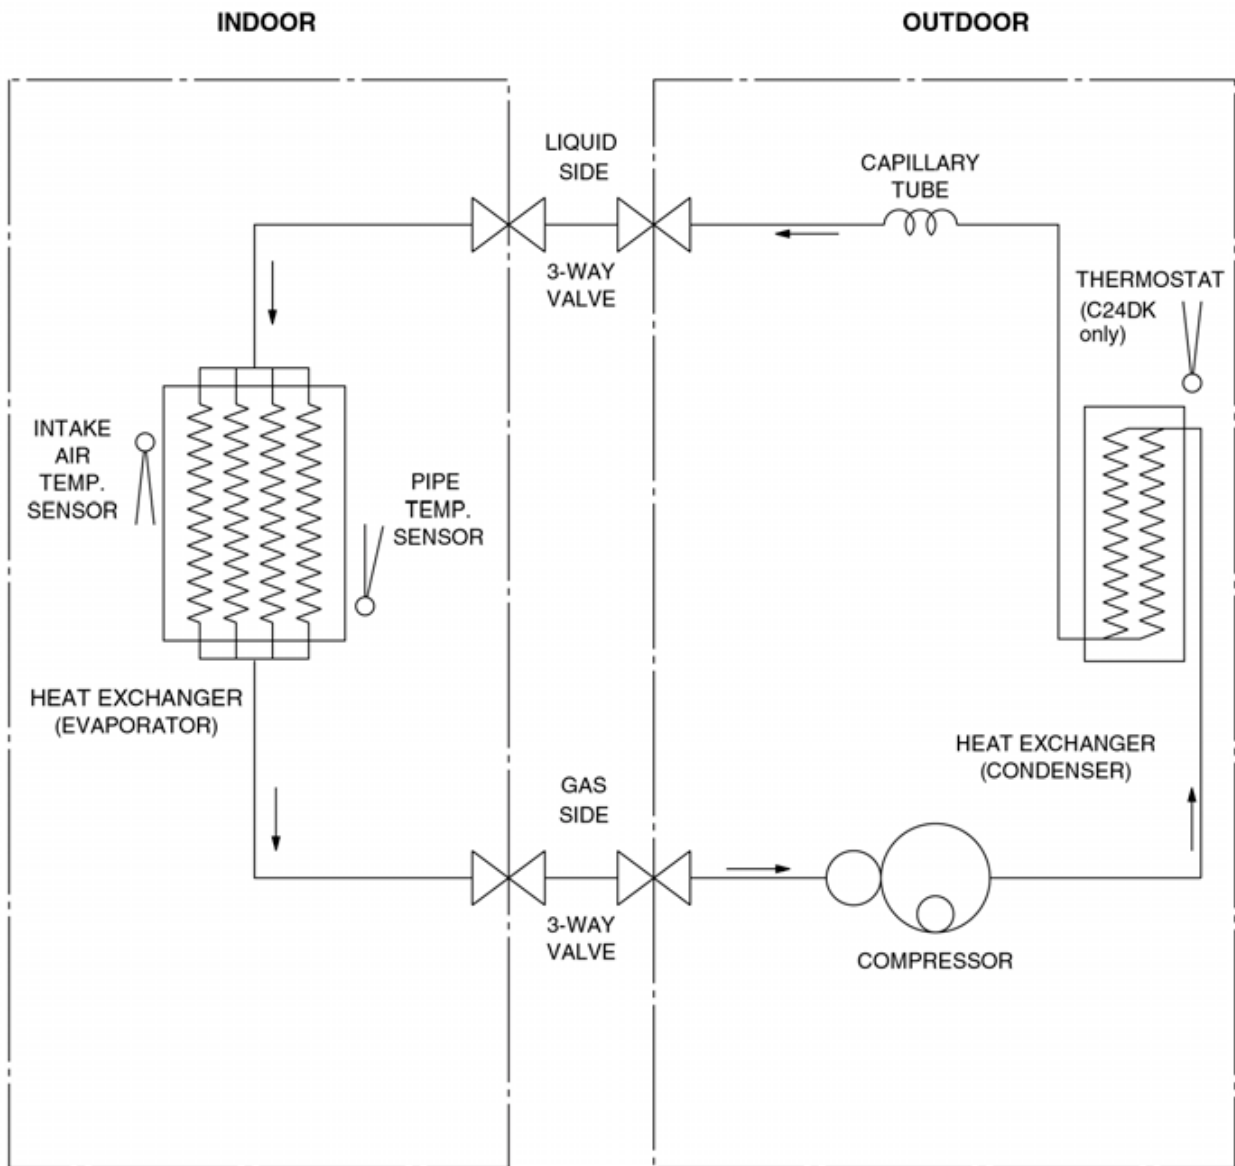 INDOOR
OUTDOOR
LIQUID
SIDE
CAPILLARY
TUBE
3-WAY
VALVE
THERMOSTAT
(C24DK
only)
INTAKE
AIR
TEMP.
SENSOR
PIPE
TEMP.
SENSOR
HEAT EXCHANGER
(EVAPORATOR)
HEAT EXCHANGER
(CONDENSER)
GAS
SIDE
3-WAY
VALVE
COMPRESSOR